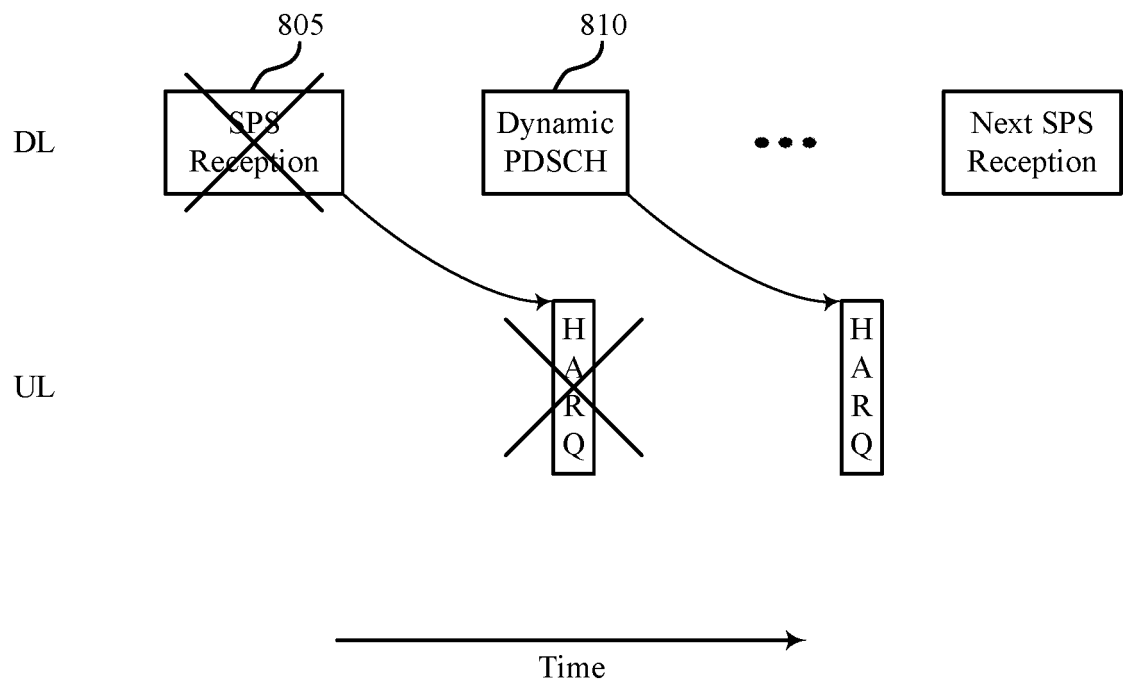 805
810
DL
SPS
Reception
Dynamic
PDSCH
Next SPS
Reception
UL
H
A
R
Q
H
A
R
Q
Time